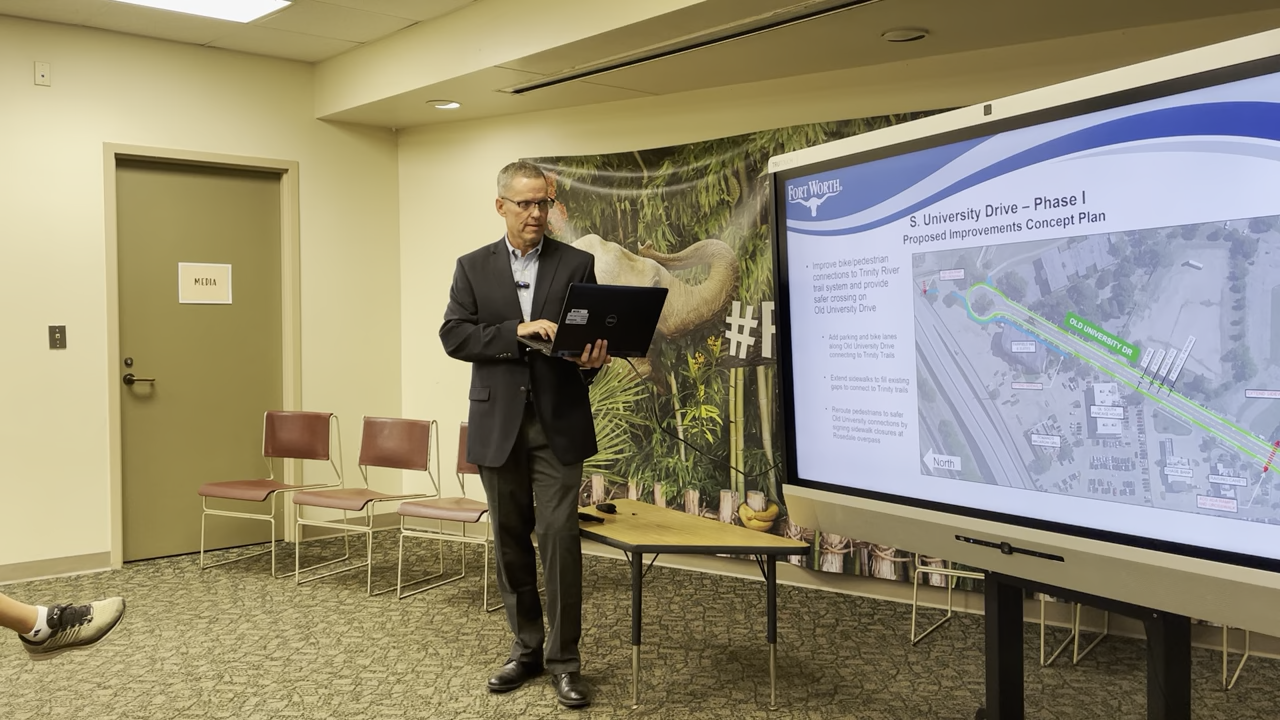 MEDIA
DELL
#F
FORT WORTH
S. University Drive – Phase I
Proposed Improvements Concept Plan
• Improve bike/pedestrian
connections to Trinity River
trail system and provide
safer crossing on
Old University Drive
• Add parking and bike lanes
along Old University Drive
connecting to Trinity Trails
• Extend sidewalks to fill existing
gaps to connect to Trinity trails
• Reroute pedestrians to safer
Old University connections by
signing sidewalk closures at
Rosedale overpass
OLD UNIVERSITY DR
North